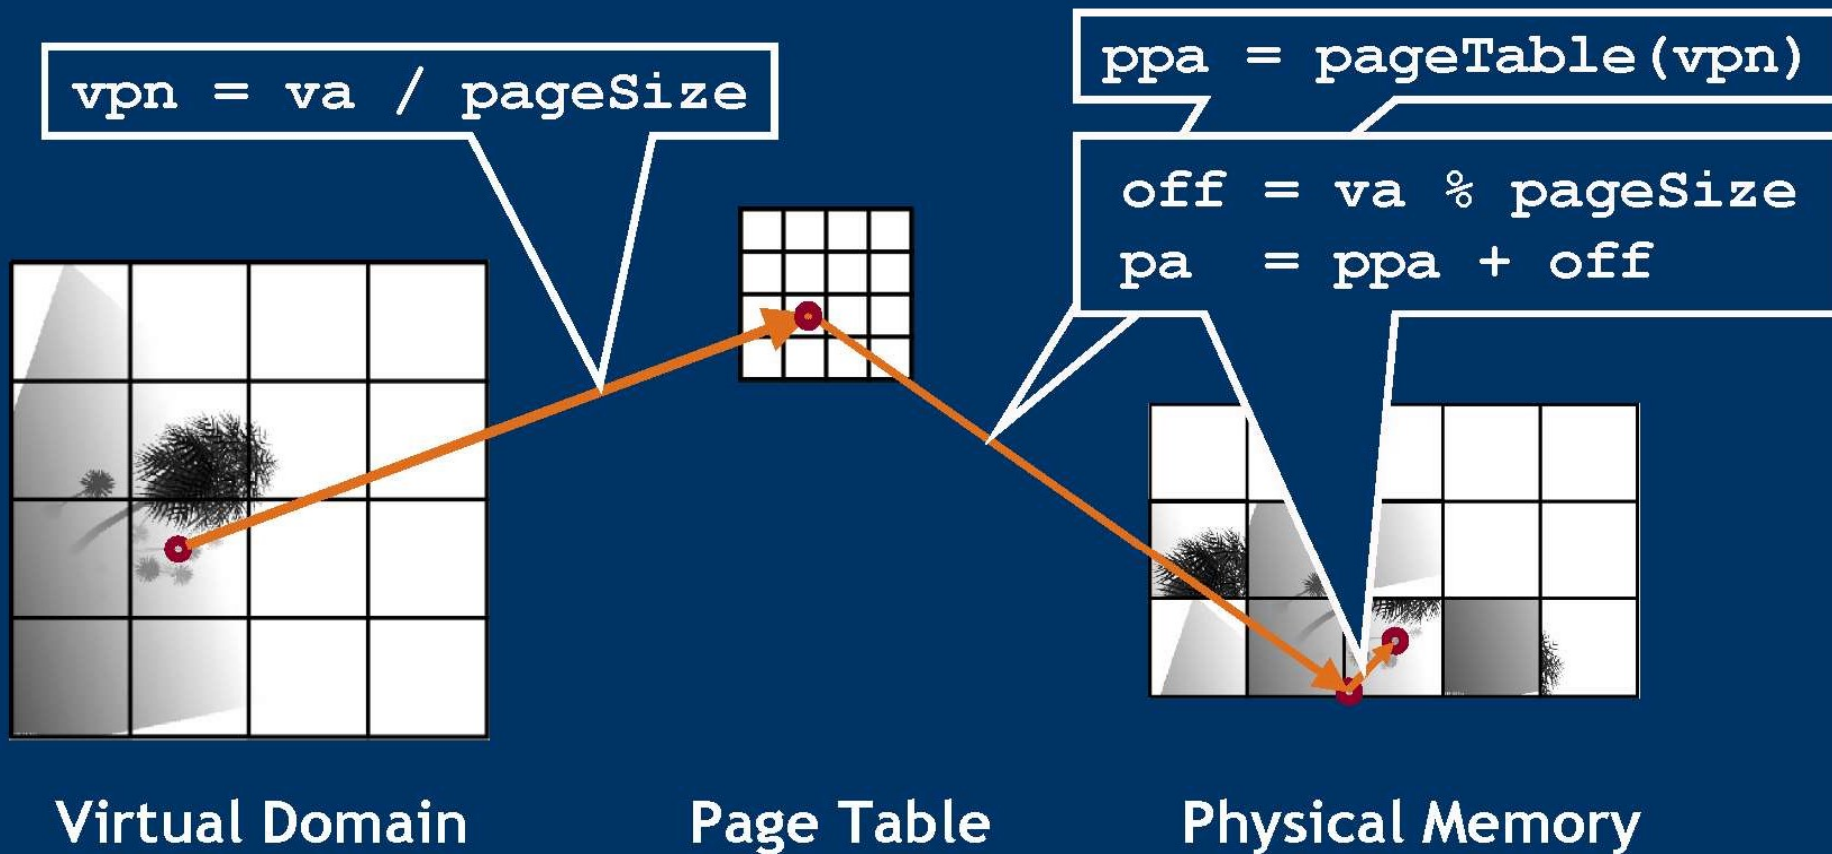 vpn = va / pageSize
ppa = pageTable(vpn)
off = va % pageSize
pa = ppa + off
Virtual Domain
Page Table
Physical Memory